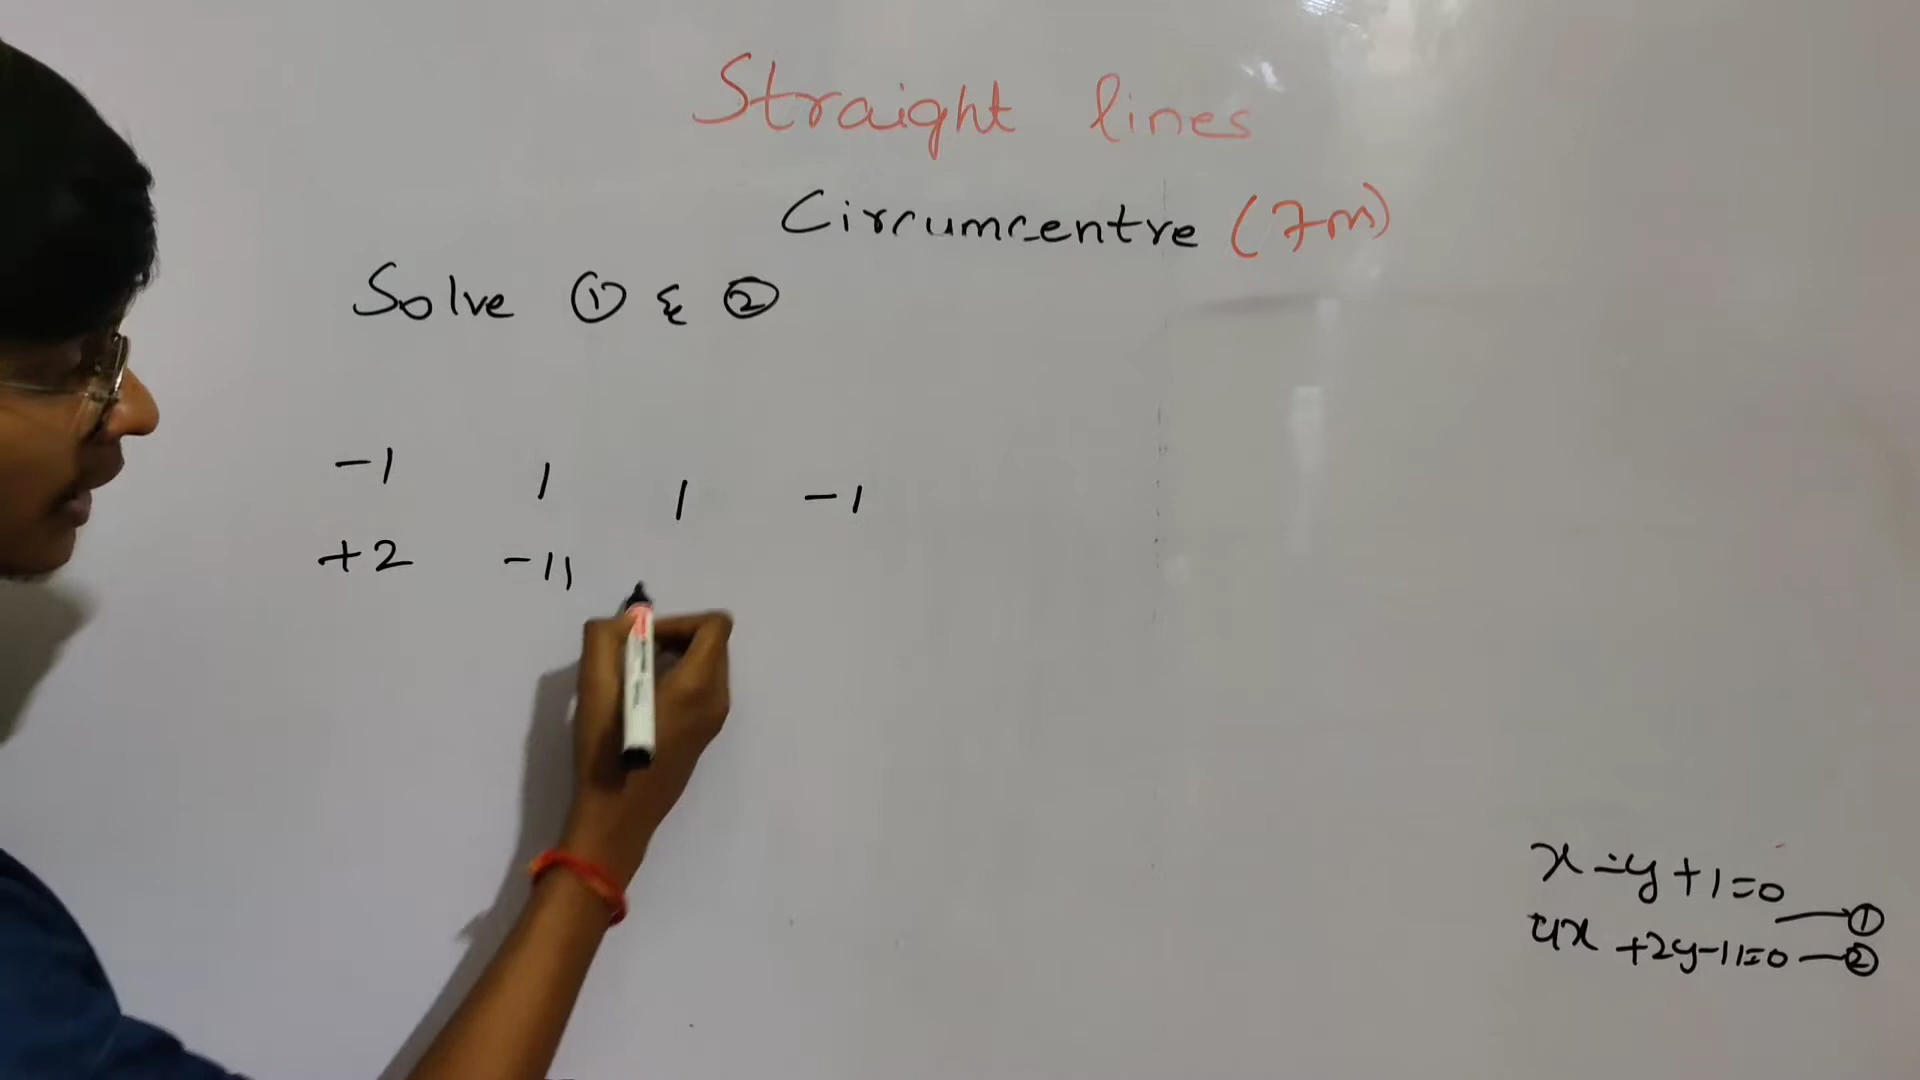 Straight lines
Circumcentre (7m)
Solve ① & ②
-1 1 1 -1
+2 -11
x-y+1=0 ①
4x+2y-11=0 ②